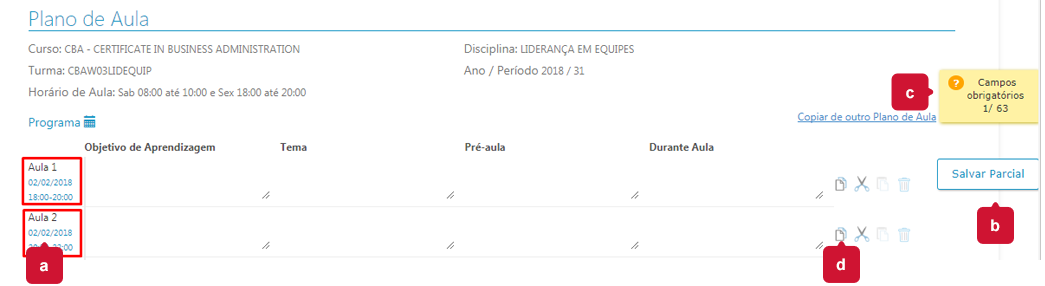 Plano de Aula
Curso: CBA - CERTIFICATE IN BUSINESS ADMINISTRATION
Disciplina: LIDERANÇA EM EQUIPES
Turma: CBAW03LIDEQUIP
Ano / Período 2018 / 31
Horário de Aula: Sab 08:00 até 10:00 e Sex 18:00 até 20:00
c
? Campos
obrigatórios
1/ 63
Programa
Copiar de outro Plano de Aula
Objetivo de Aprendizagem Tema Pré-aula Durante Aula
Aula 1
02/02/2018
18:00-20:00
Salvar Parcial
b
Aula 2
02/02/2018
a
d